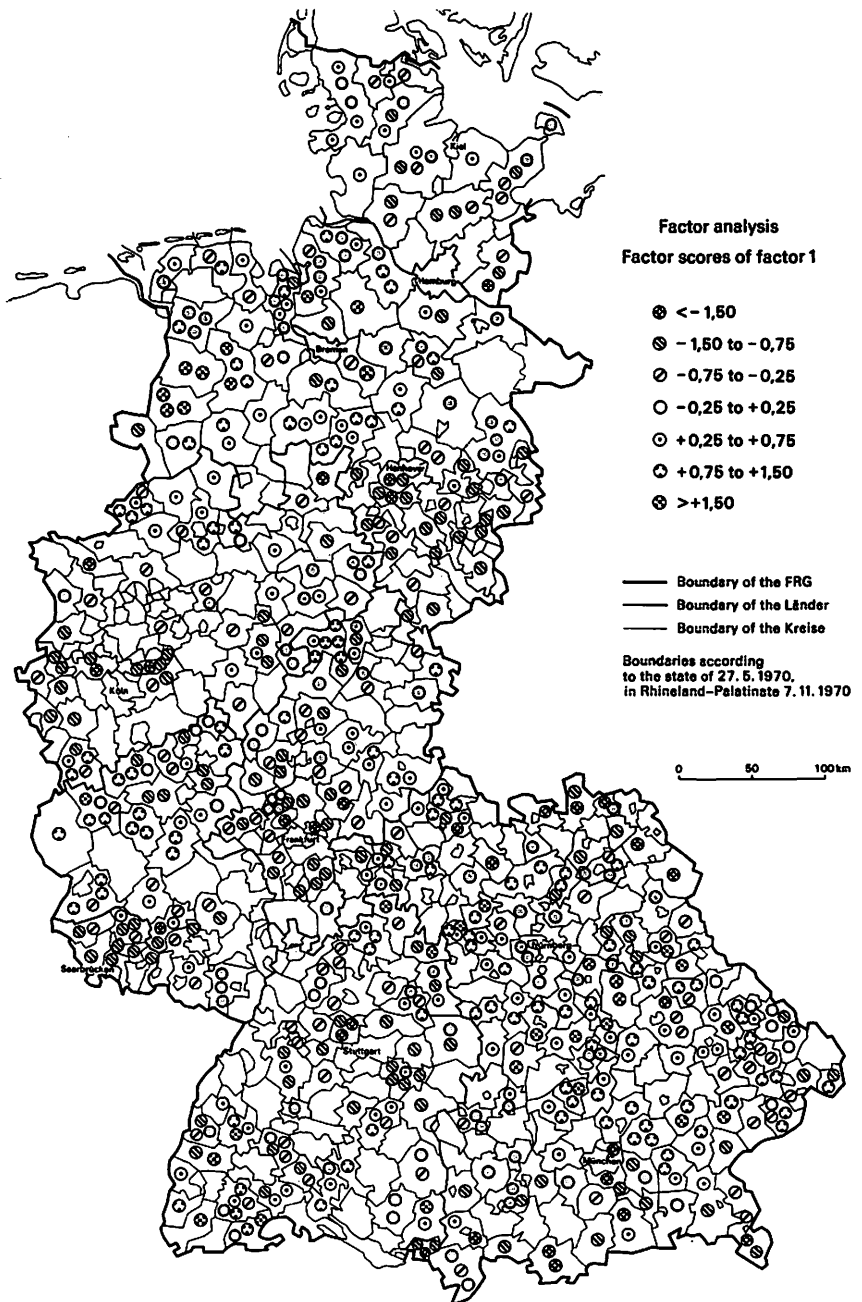 Kiel
Hamburg
Bremen
Hannover
Köln
Frankfurt
Nürnberg
Saarbrücken
Stuttgart
München
Factor analysis
Factor scores of factor 1
< – 1,50
– 1,50 to – 0,75
– 0,75 to – 0,25
– 0,25 to + 0,25
+ 0,25 to + 0,75
+ 0,75 to + 1,50
> + 1,50
Boundary of the FRG
Boundary of the Länder
Boundary of the Kreise
Boundaries according
to the state of 27. 5. 1970,
in Rhineland–Palatinate 7. 11. 1970
0 50 100 km